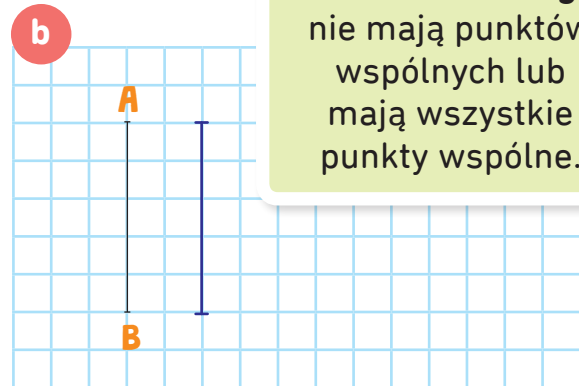 b
nie mają punktów
wspólnych lub
mają wszystkie
punkty wspólne.
A
B